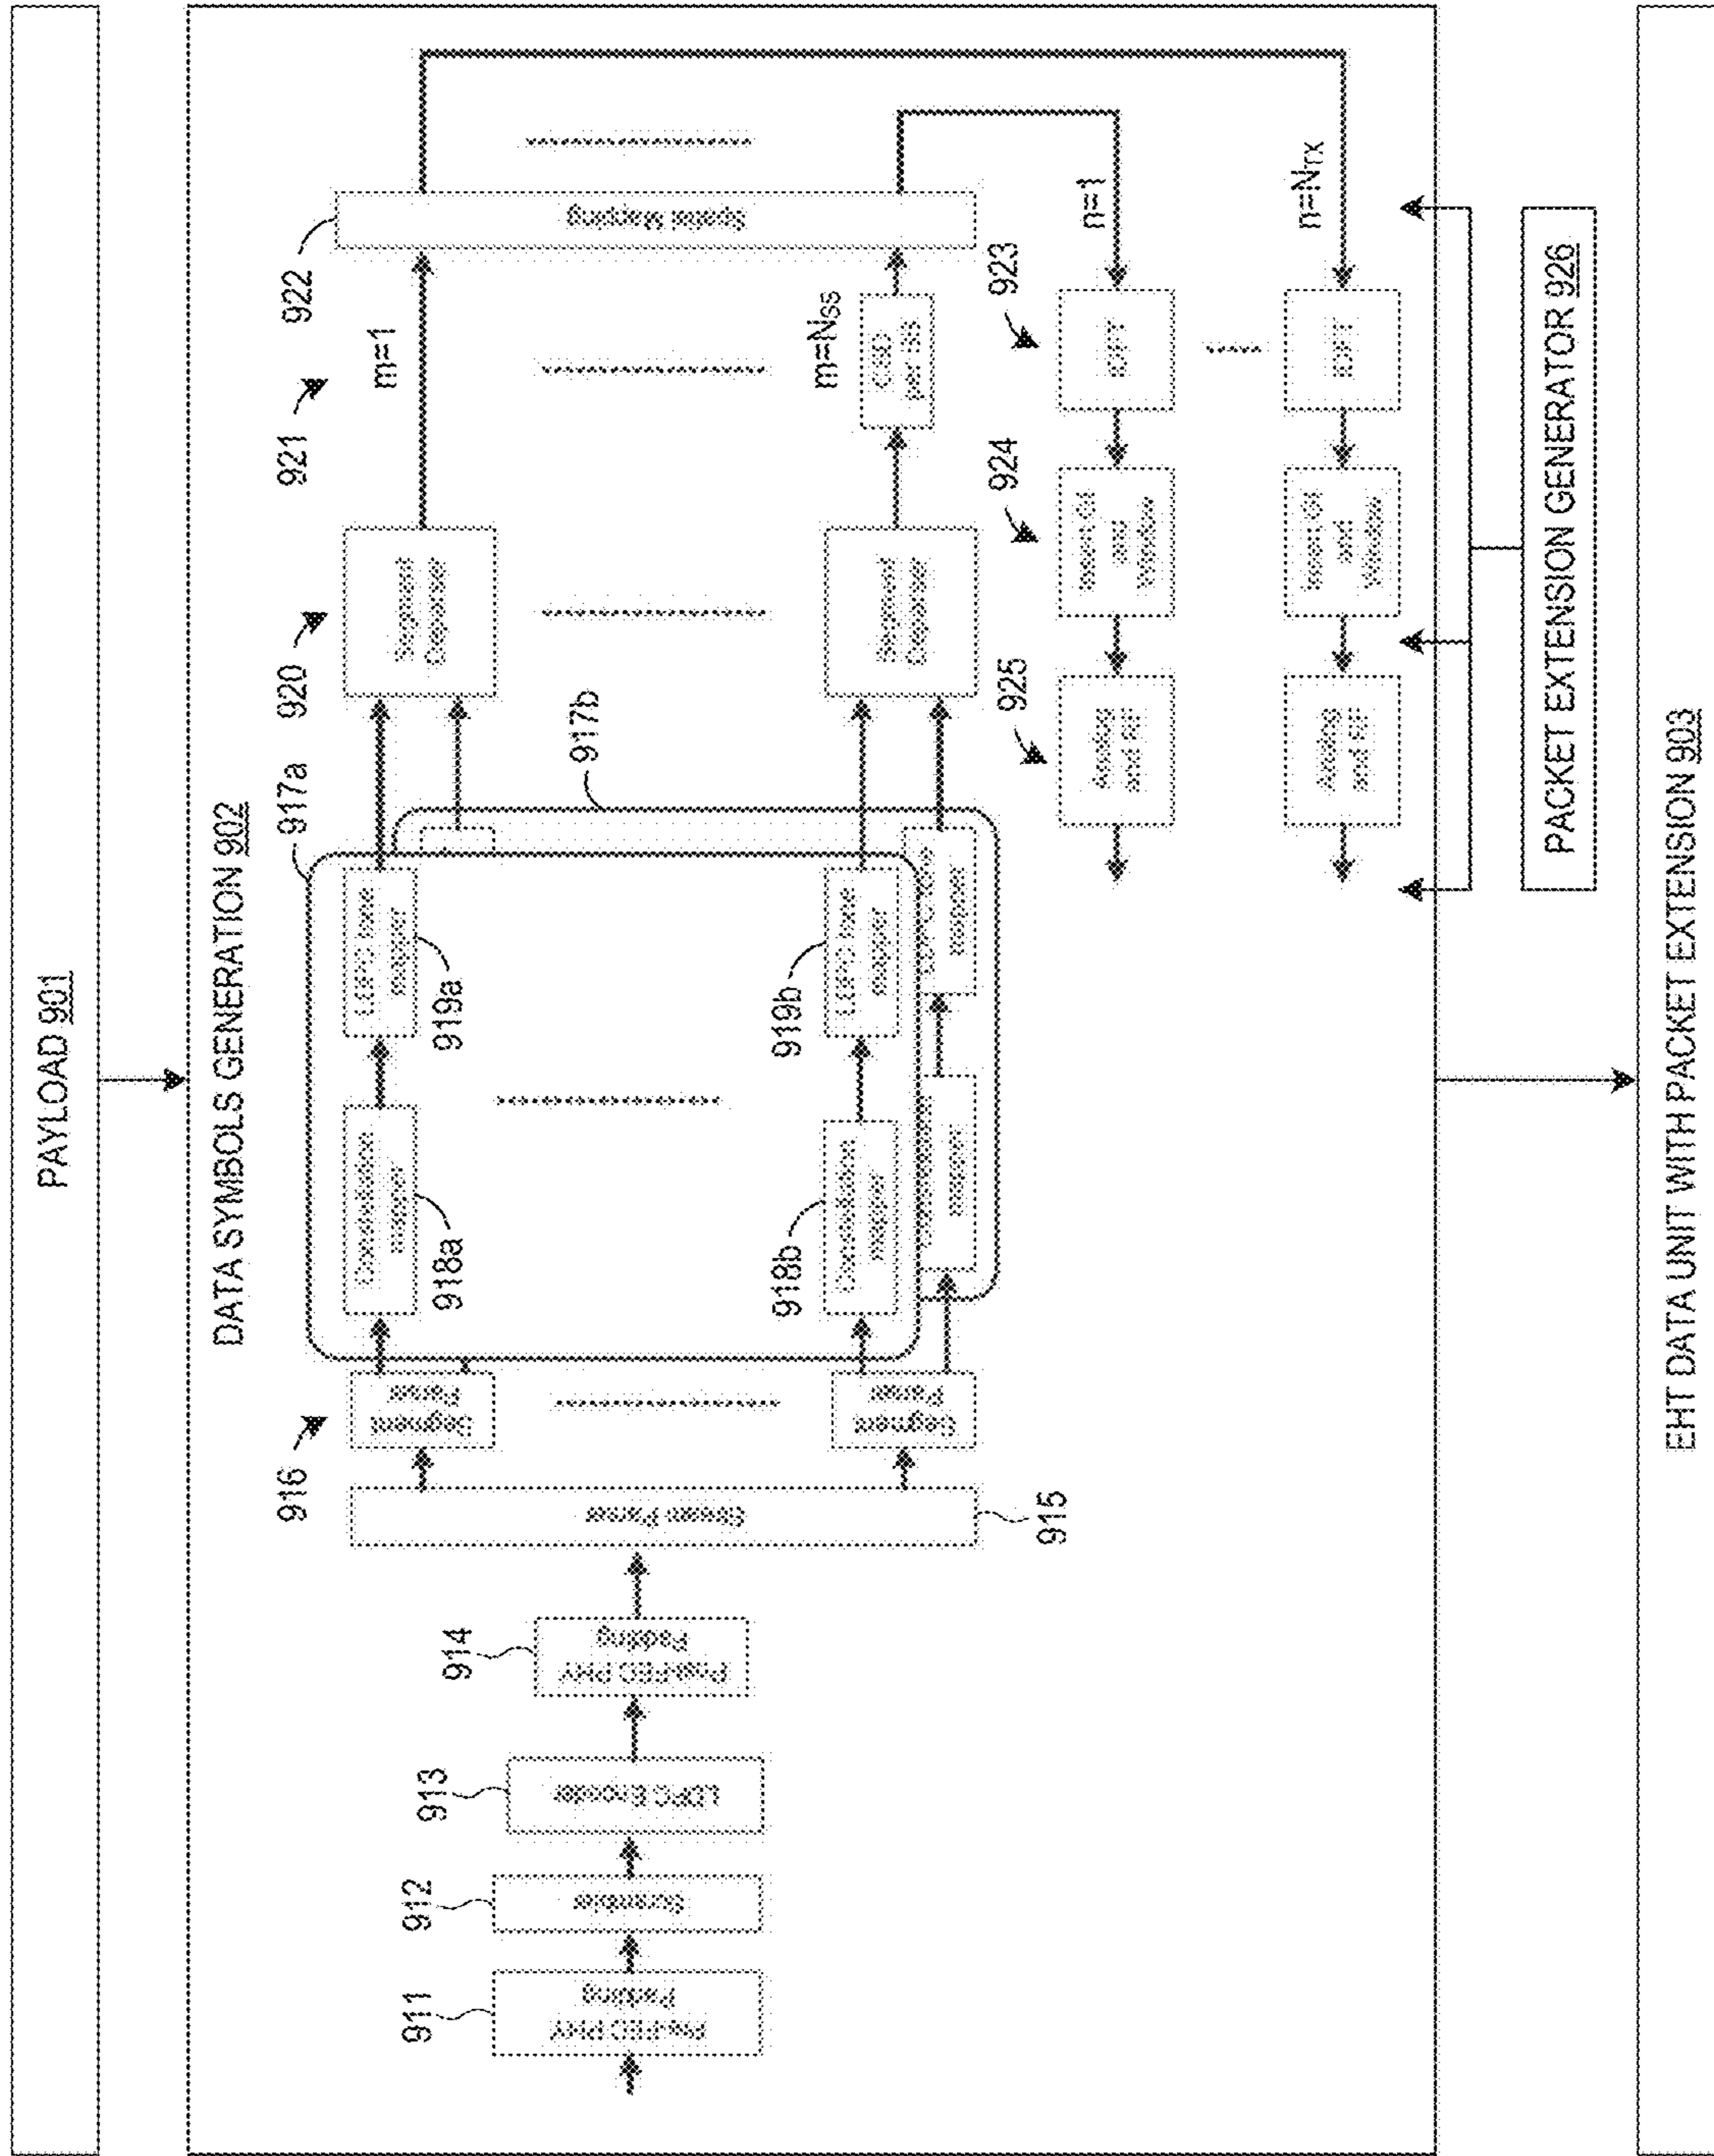 PAYLOAD 901
DATA SYMBOLS GENERATION 902
911
Pre-FEC PHY
Padding
912
Scrambler
913
LDPC Encoder
914
Post-FEC PHY
Padding
915
Stream Parser
916
Segment
Parser
Segment
Parser
917a
917b
Constellation
mapper
918a
LDPC tone
mapper
919a
Constellation
mapper
918b
LDPC tone
mapper
919b
mapper
920
Segment
Deparser
Segment
Deparser
921
m=1
m=NSS
CSD
per SS
922
Spatial Mapping
n=1
n=NTX
923
IDFT
IDFT
924
Insert GI
and
Window
Insert GI
and
Window
925
Analog
and RF
Analog
and RF
PACKET EXTENSION GENERATOR 926
EHT DATA UNIT WITH PACKET EXTENSION 903